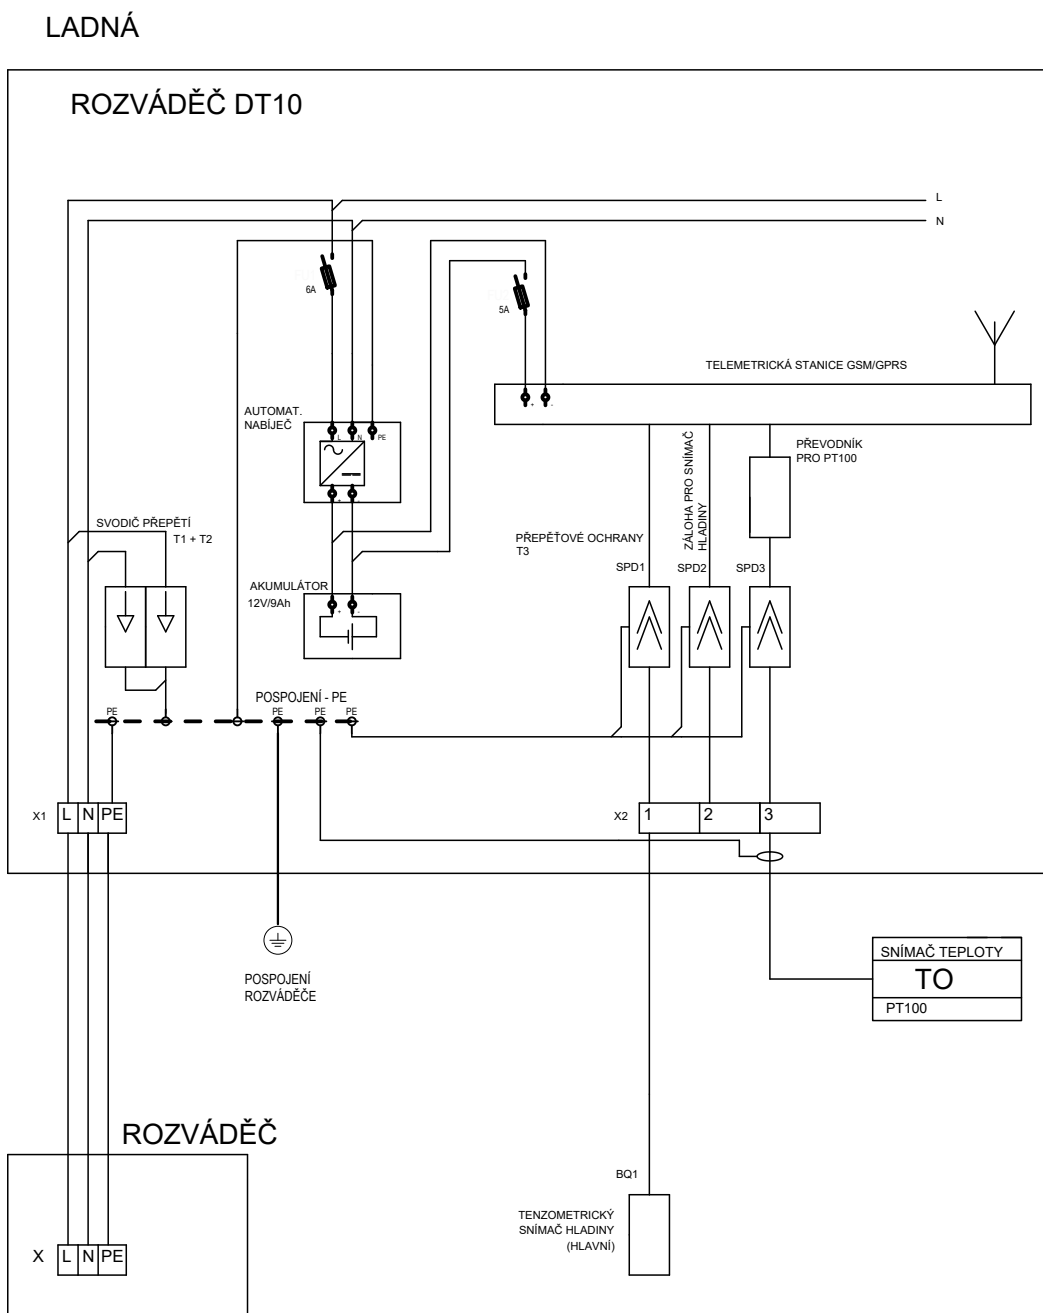 LADNÁ
ROZVÁDĚČ DT10
L
N
6A
5A
TELEMETRICKÁ STANICE GSM/GPRS
+ -
AUTOMAT.
NABÍJEČ
L N PE
+ -
PŘEVODNÍK
PRO PT100
ZÁLOHA PRO SNÍMAČ
HLADINY
SVODIČ PŘEPĚTÍ
T1 + T2
PŘEPĚŤOVÉ OCHRANY
T3
SPD1 SPD2 SPD3
AKUMULÁTOR
12V/9Ah
+ -
POSPOJENÍ - PE
PE PE PE PE
X1 L N PE
X2 1 2 3
SNÍMAČ TEPLOTY
TO
PT100
POSPOJENÍ
ROZVÁDĚČE
ROZVÁDĚČ
BQ1
TENZOMETRICKÝ
SNÍMAČ HLADINY
(HLAVNÍ)
X L N PE